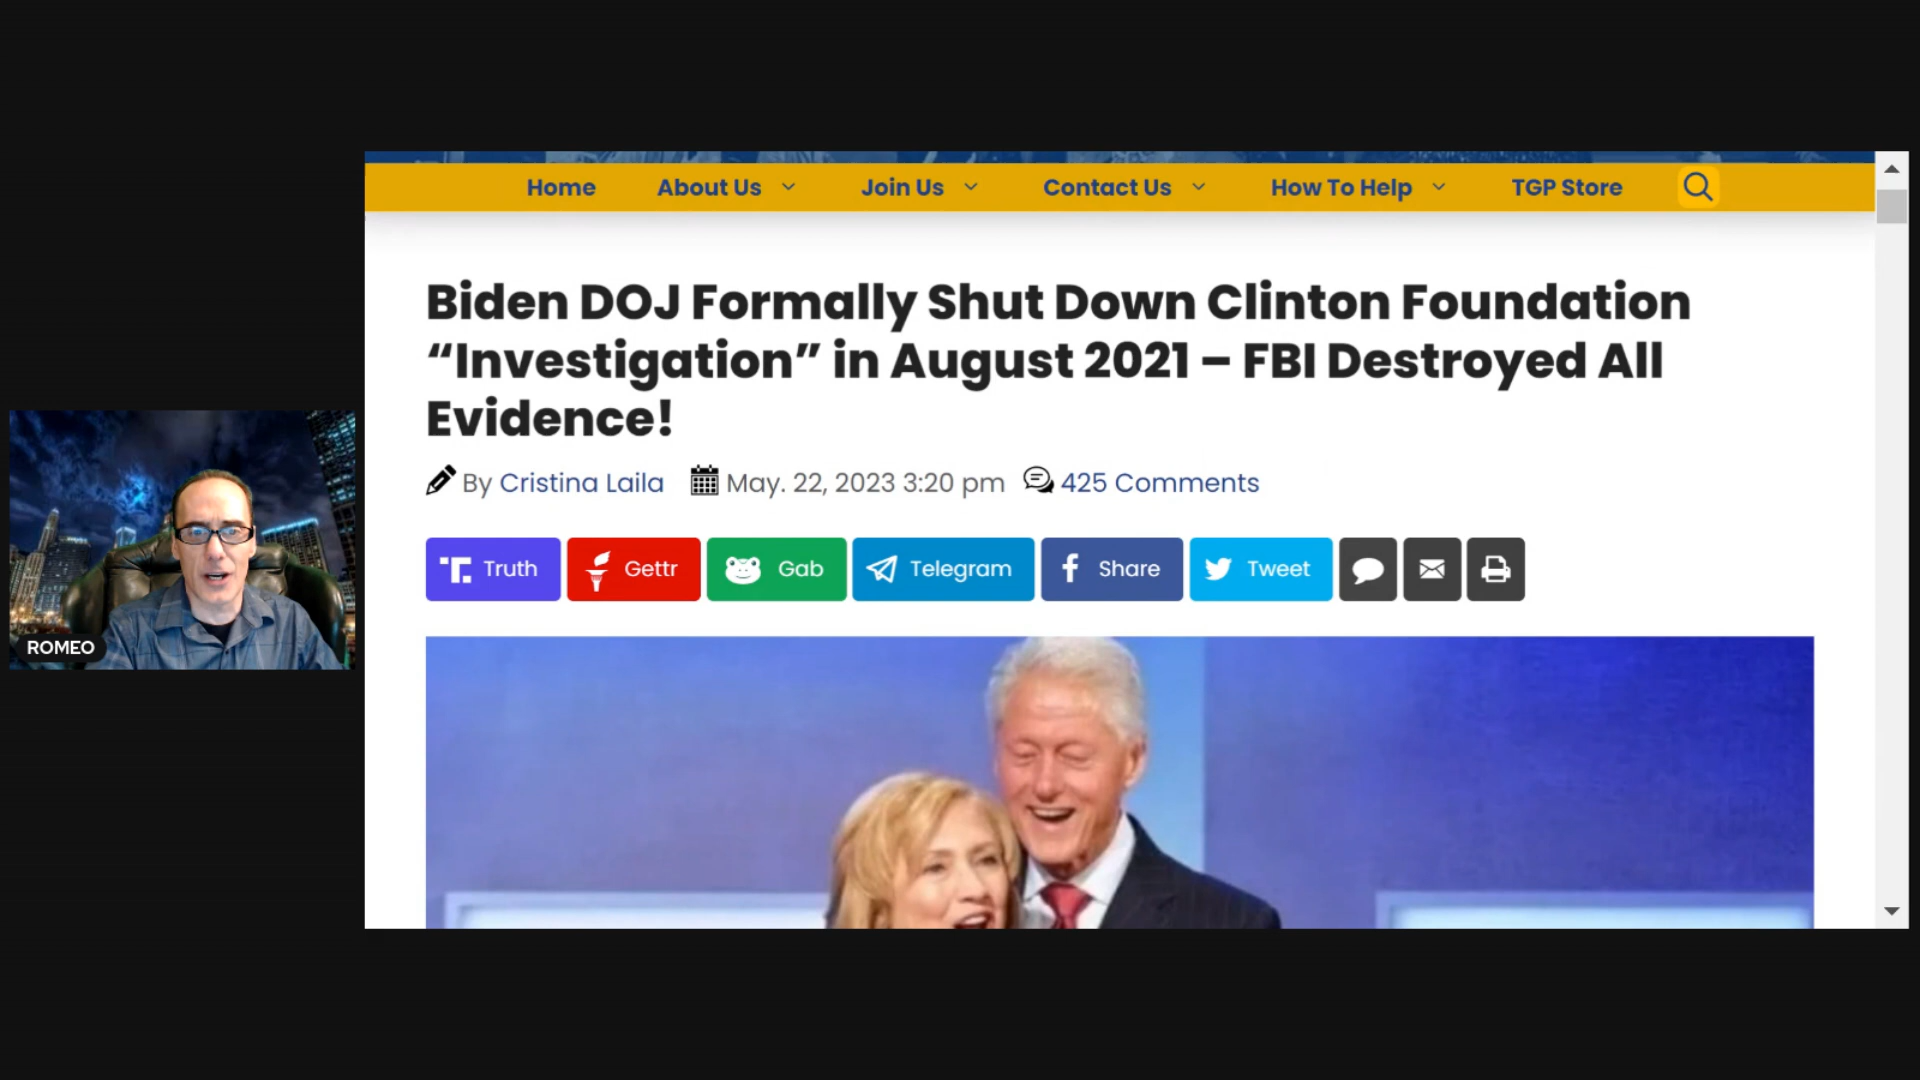 Home About Us Join Us Contact Us How To Help TGP Store
Biden DOJ Formally Shut Down Clinton Foundation
“Investigation” in August 2021 – FBI Destroyed All
Evidence!
By Cristina Laila May. 22, 2023 3:20 pm 425 Comments
Truth Gettr Gab Telegram Share Tweet
ROMEO